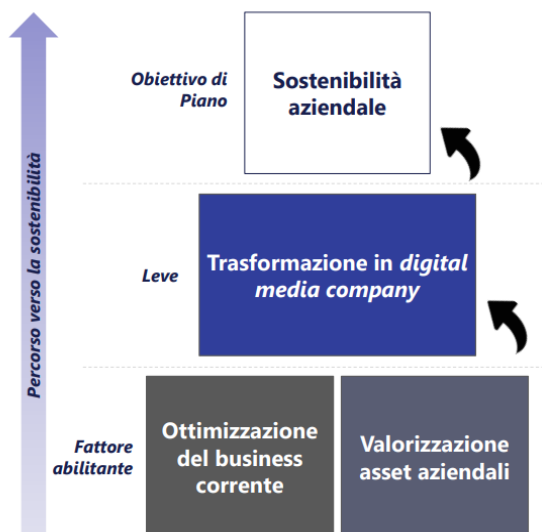 Percorso verso la sostenibilità
Obiettivo di
Piano
Sostenibilità
aziendale
Leve
Trasformazione in digital
media company
Fattore
abilitante
Ottimizzazione
del business
corrente
Valorizzazione
asset aziendali